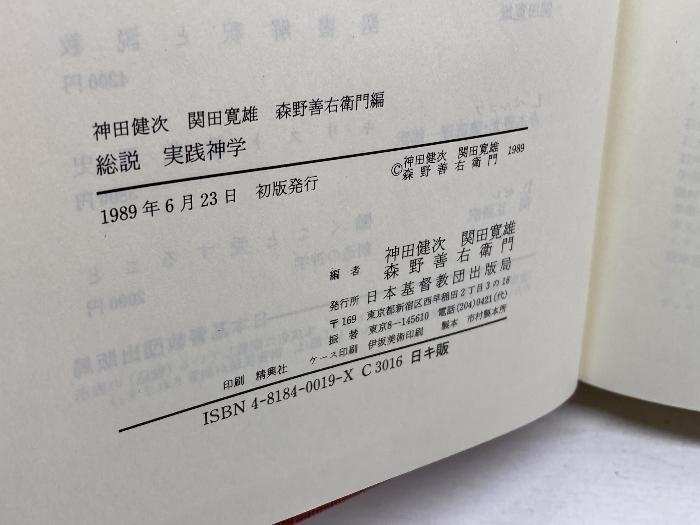 神田健次 関田寛雄 森野善右衛門編
総説 実践神学
©神田健次 関田寛雄 森野善右衛門 1989
1989年6月23日 初版発行
編者 神田健次 関田寛雄
森野善右衛門
発行所 日本基督教団出版局
〒169 東京都新宿区西早稲田2丁目3の18
振替 東京8-145610 電話204(0421(代)
ケース印刷 伊坂美術印刷 製本 市村製本所
印刷 精興社
ISBN 4-8184-0019-X C3016 日キ販